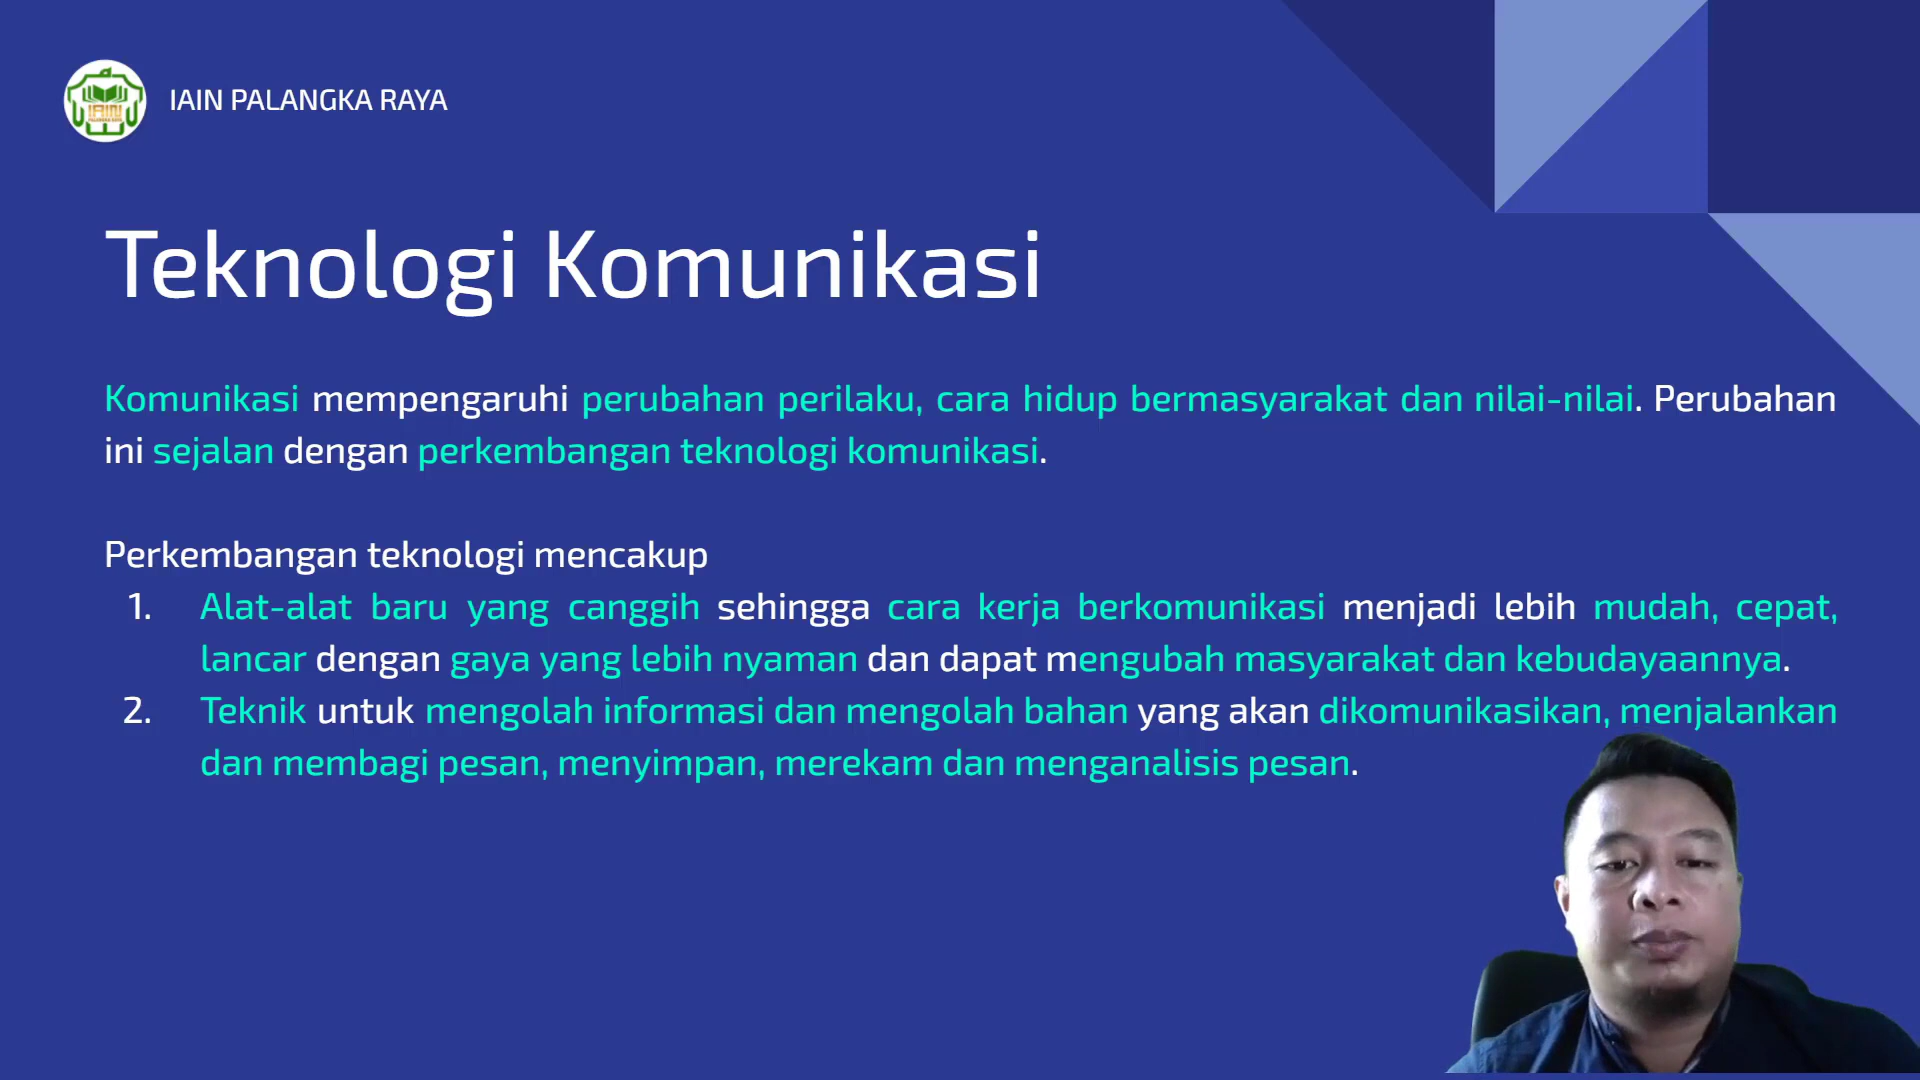 IAIN PALANGKA RAYA
Teknologi Komunikasi
Komunikasi mempengaruhi perubahan perilaku, cara hidup bermasyarakat dan nilai-nilai. Perubahan
ini sejalan dengan perkembangan teknologi komunikasi.
Perkembangan teknologi mencakup
1. Alat-alat baru yang canggih sehingga cara kerja berkomunikasi menjadi lebih mudah, cepat,
lancar dengan gaya yang lebih nyaman dan dapat mengubah masyarakat dan kebudayaannya.
2. Teknik untuk mengolah informasi dan mengolah bahan yang akan dikomunikasikan, menjalankan
dan membagi pesan, menyimpan, merekam dan menganalisis pesan.